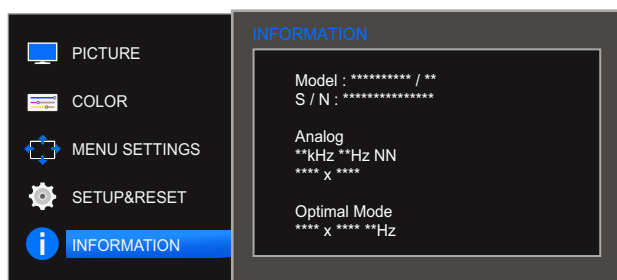 PICTURE
COLOR
MENU SETTINGS
SETUP&RESET
INFORMATION
INFORMATION
Model : ********** / **
S / N : ***************
Analog
**kHz **Hz NN
**** x ****
Optimal Mode
**** x **** **Hz